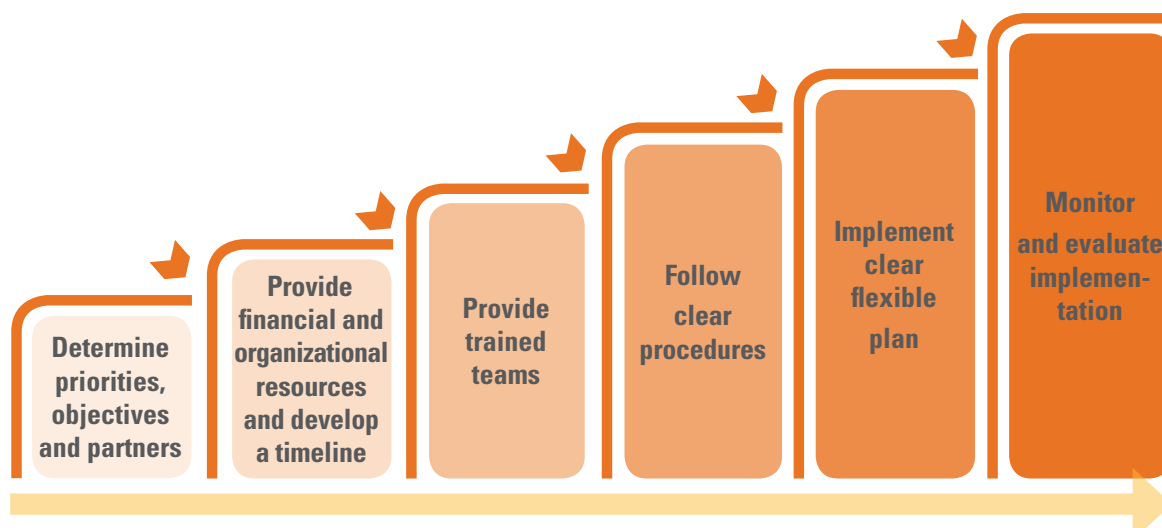 Determine
priorities,
objectives
and partners
Provide
financial and
organizational
resources
and develop
a timeline
Provide
trained
teams
Follow
clear
procedures
Implement
clear
flexible
plan
Monitor
and evaluate
implemen-
tation